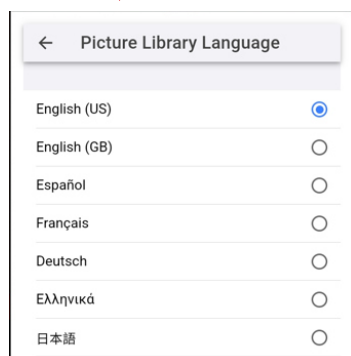 Picture Library Language
English (US)
English (GB)
Español
Français
Deutsch
Ελληνικά
日本語